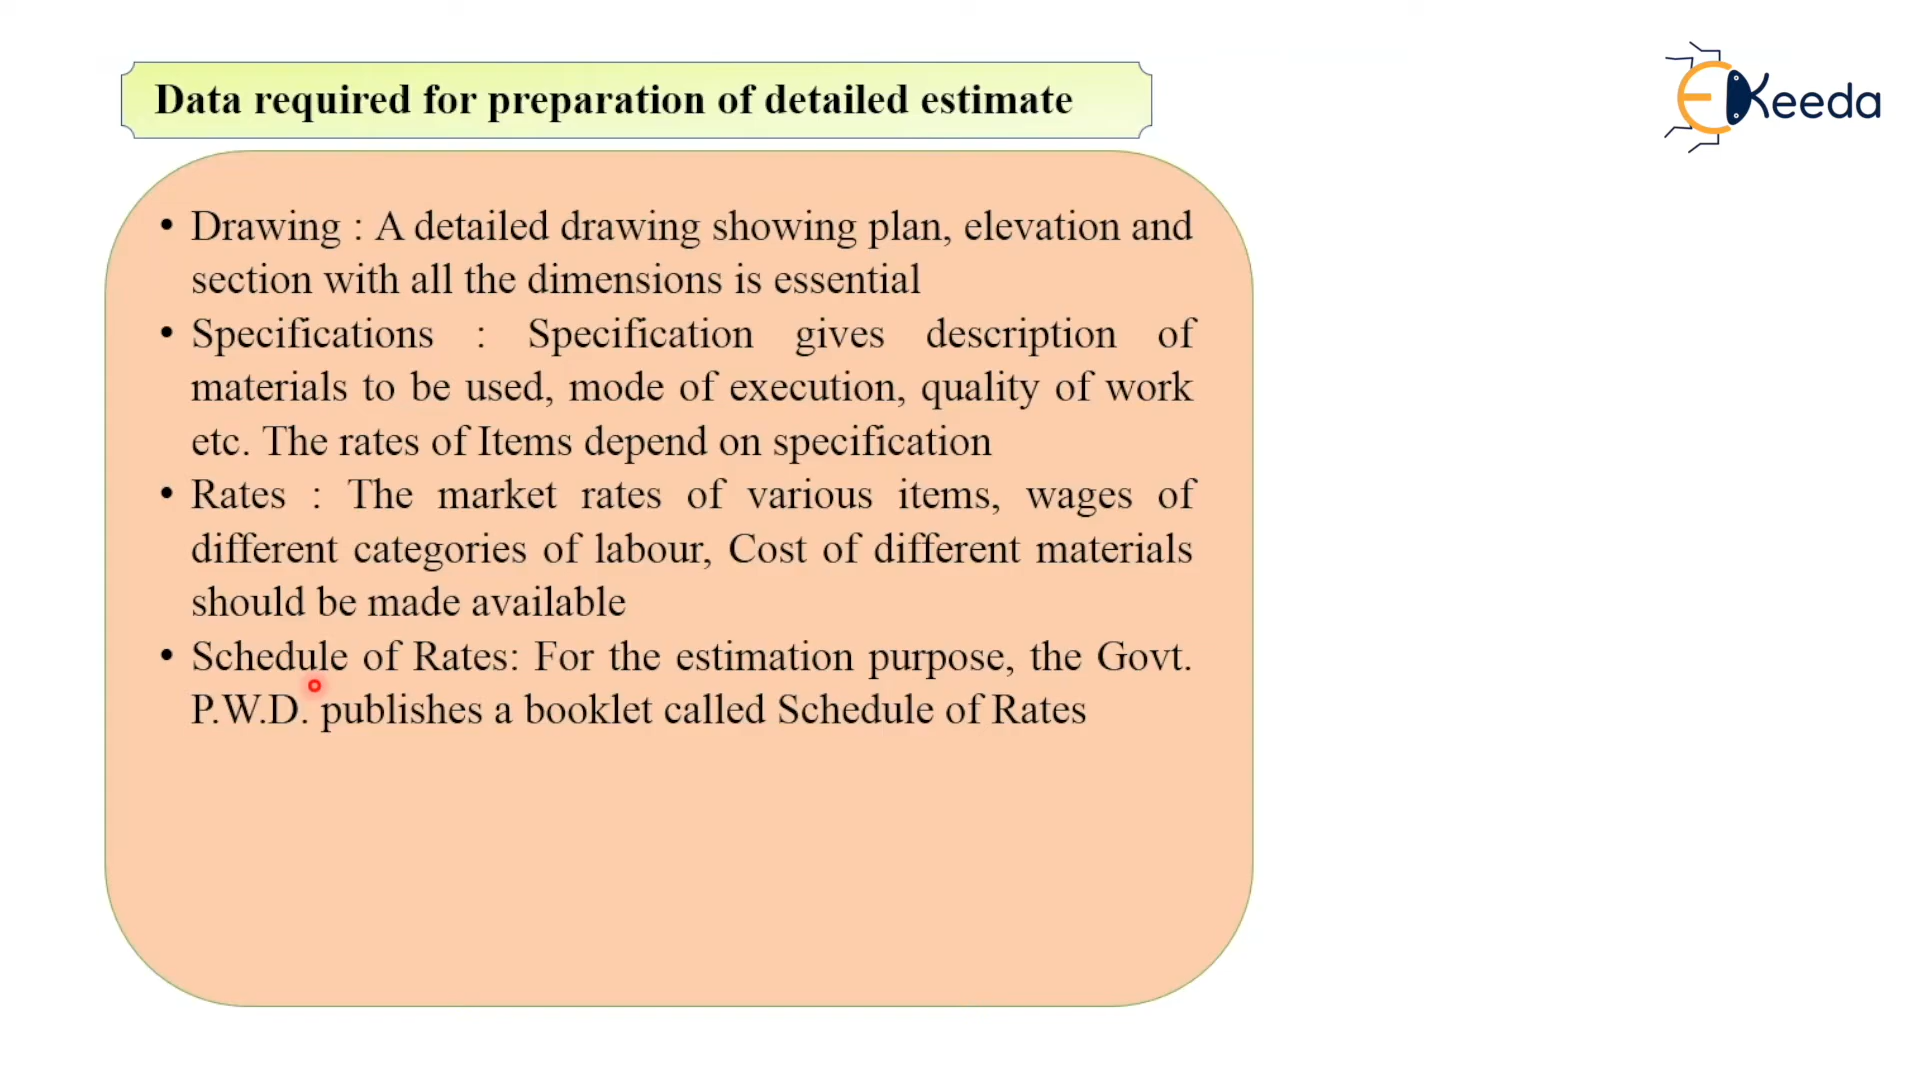 Data required for preparation of detailed estimate
EKeeda
• Drawing : A detailed drawing showing plan, elevation and
section with all the dimensions is essential
• Specifications : Specification gives description of
materials to be used, mode of execution, quality of work
etc. The rates of Items depend on specification
• Rates : The market rates of various items, wages of
different categories of labour, Cost of different materials
should be made available
• Schedule of Rates: For the estimation purpose, the Govt.
P.W.D. publishes a booklet called Schedule of Rates